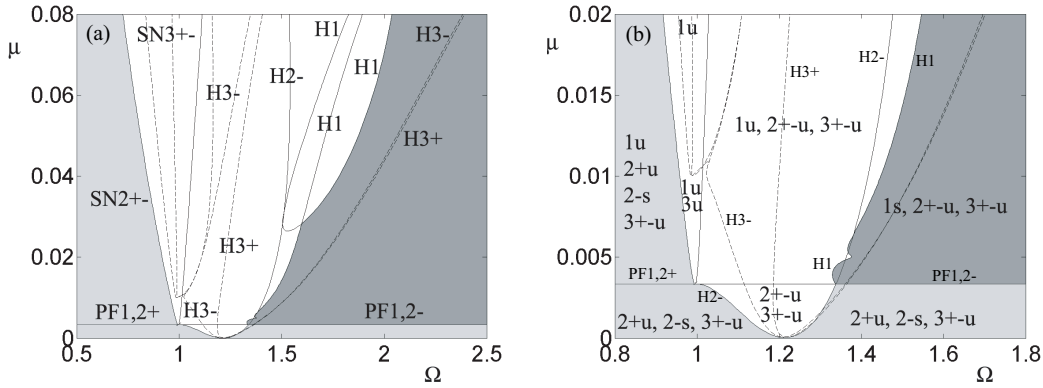 0.08
(a)
SN3+-
H1
H3-
μ
0.06
H2-
H1
H3-
H1
0.04
H3+
SN2+-
0.02
H3+
PF1,2+
H3-
PF1,2-
0
0.5
1
1.5
2
2.5
Ω
0.02
1u
(b)
μ
H3+
H2-
H1
0.015
1u, 2+-u, 3+-u
1u
2+u
2-s
3+-u
0.01
1u
3u
1s, 2+-u, 3+-u
H3-
0.005
H1
PF1,2+
PF1,2-
H2-
2+-u
3+-u
2+u, 2-s, 3+-u
2+u, 2-s, 3+-u
0
0.8
1
1.2
1.4
1.6
1.8
Ω